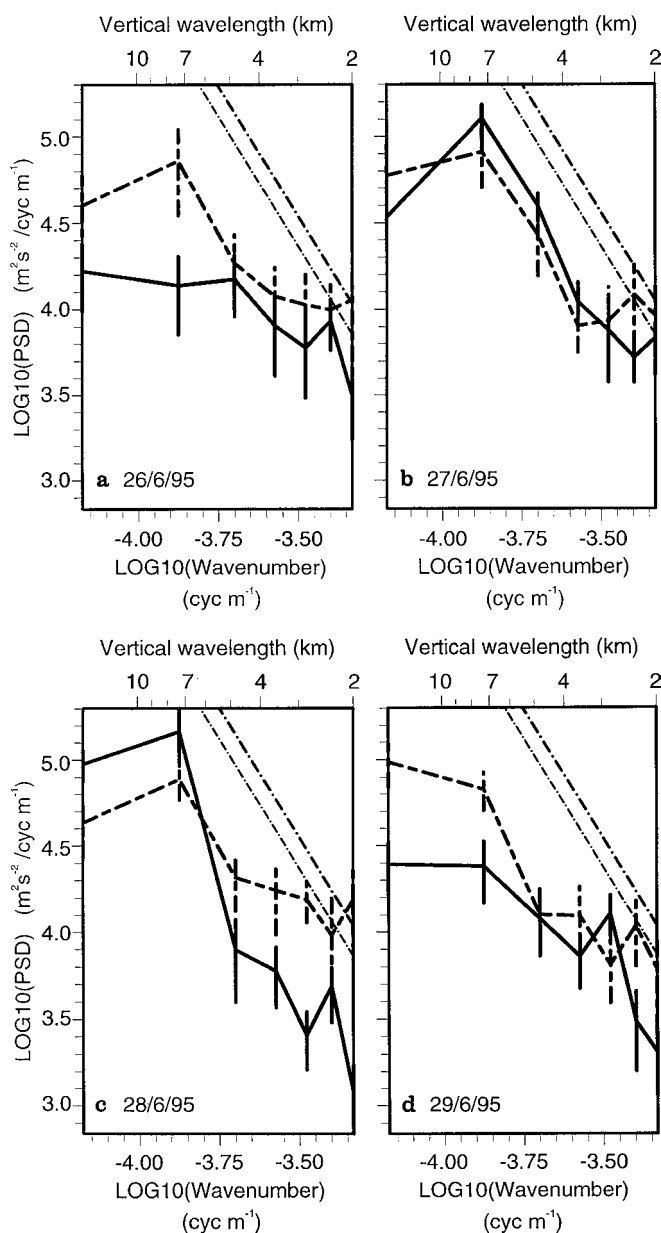 Vertical wavelength (km)
10 7 4 2
Vertical wavelength (km)
10 7 4 2
LOG10(PSD) (m²s⁻²/cyc m⁻¹)
5.0
4.5
4.0
3.5
3.0
a 26/6/95
b 27/6/95
-4.00 -3.75 -3.50
LOG10(Wavenumber)
(cyc m⁻¹)
-4.00 -3.75 -3.50
LOG10(Wavenumber)
(cyc m⁻¹)
Vertical wavelength (km)
10 7 4 2
Vertical wavelength (km)
10 7 4 2
LOG10(PSD) (m²s⁻²/cyc m⁻¹)
5.0
4.5
4.0
3.5
3.0
c 28/6/95
d 29/6/95
-4.00 -3.75 -3.50
LOG10(Wavenumber)
(cyc m⁻¹)
-4.00 -3.75 -3.50
LOG10(Wavenumber)
(cyc m⁻¹)